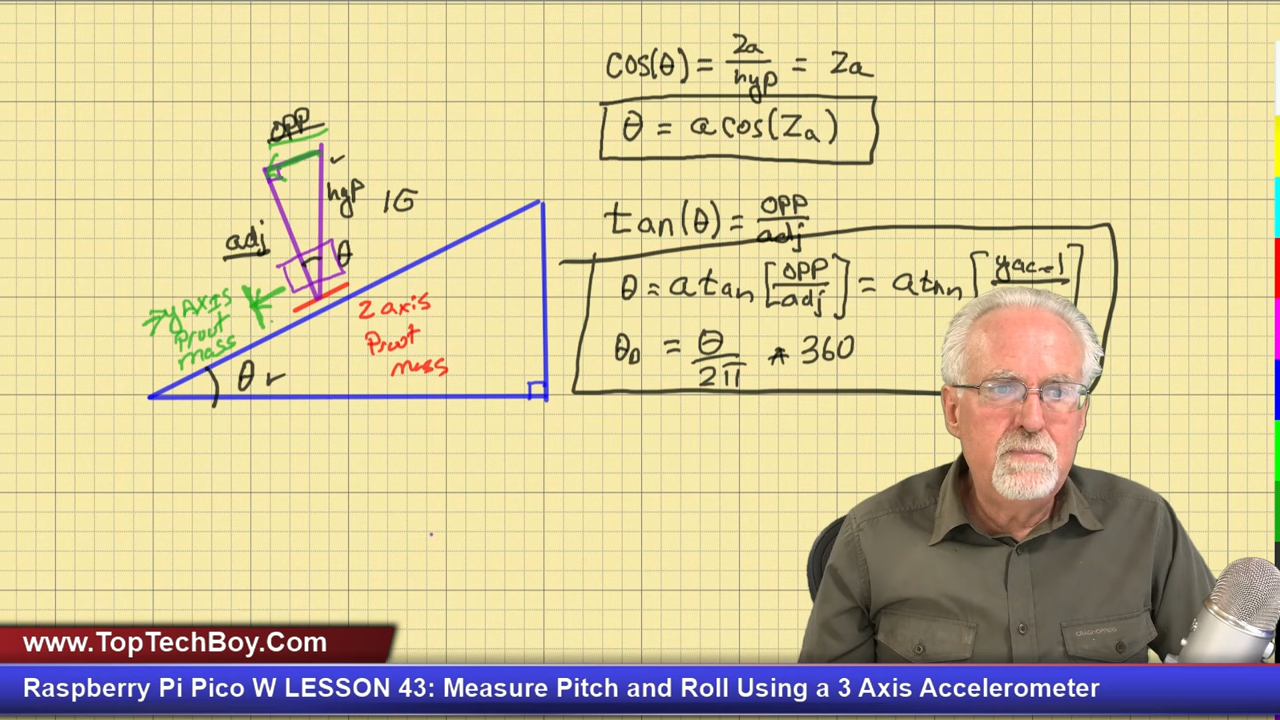 cos(θ) = Za/hyp = Za
θ = acos(Za)
OPP
hyp
1G
adj
θ
tan(θ) = OPP/adj
θ = atan[OPP/adj] = atan[yacel
yAxis
Proof
mass
Z axis
Proof
mass
θ
θD = θ/2π * 360
www.TopTechBoy.Com
Raspberry Pi Pico W LESSON 43: Measure Pitch and Roll Using a 3 Axis Accelerometer